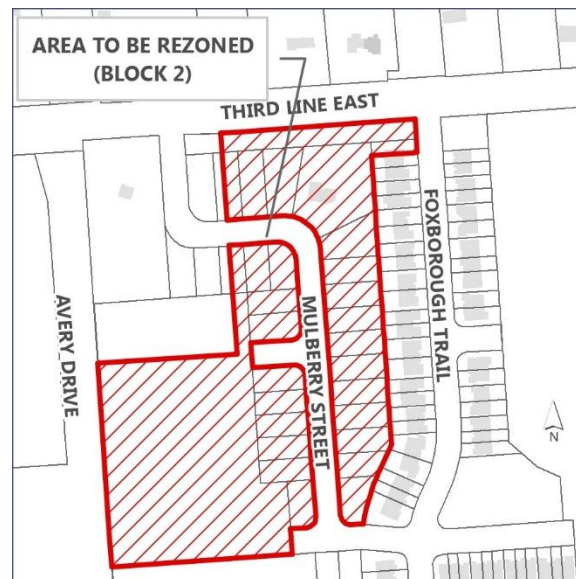 AREA TO BE REZONED
(BLOCK 2)
THIRD LINE EAST
FOXBOROUGH TRAIL
MULBERRY STREET
AVERY DRIVE
N